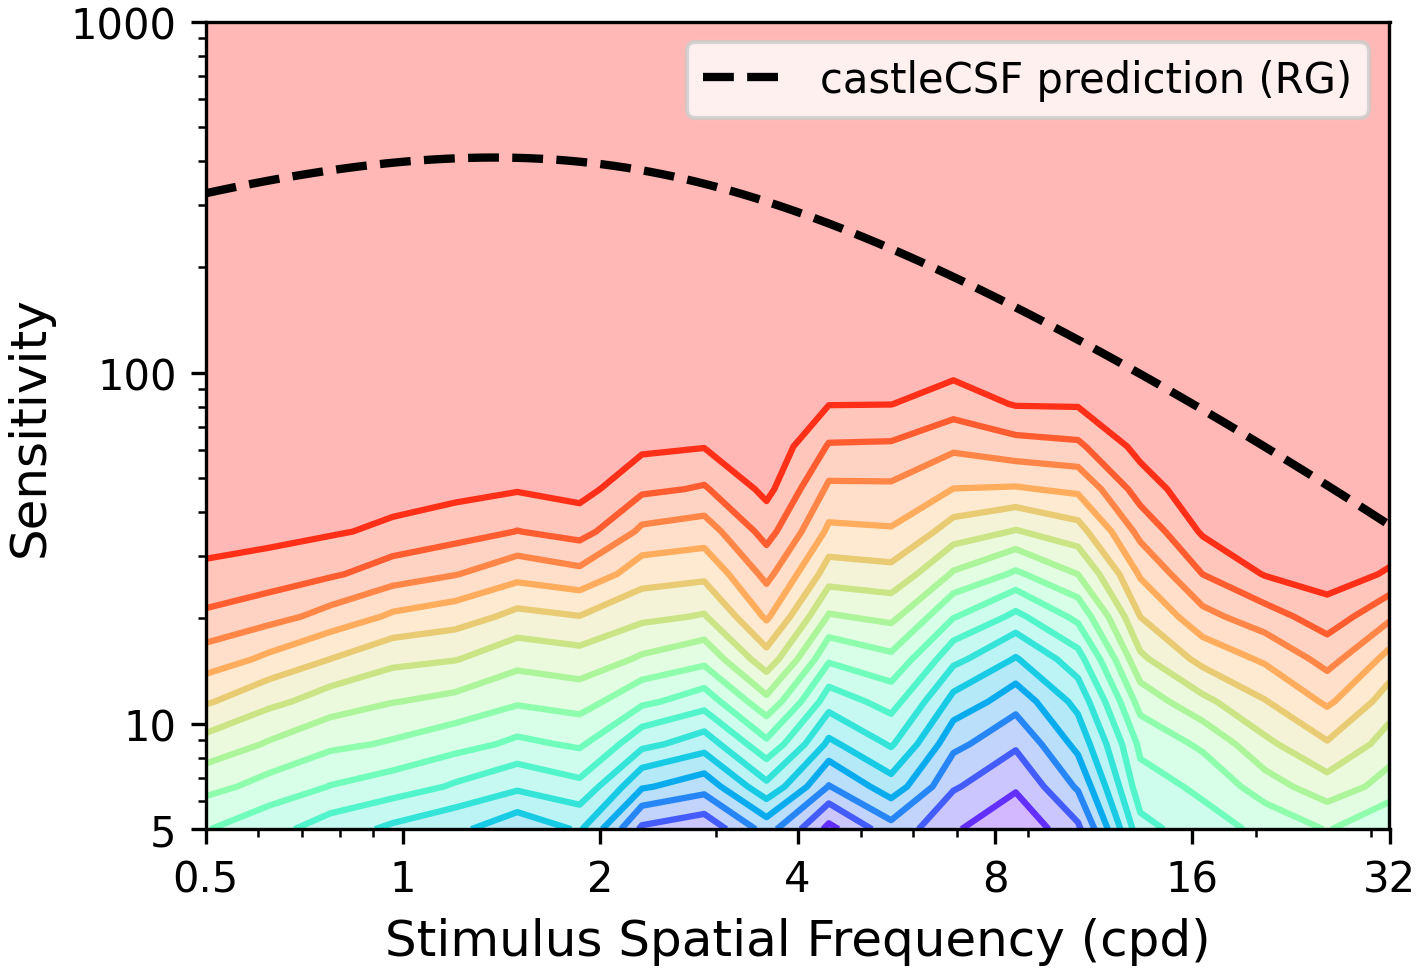 1000
castleCSF prediction (RG)
100
Sensitivity
10
5
0.5 1 2 4 8 16 32
Stimulus Spatial Frequency (cpd)